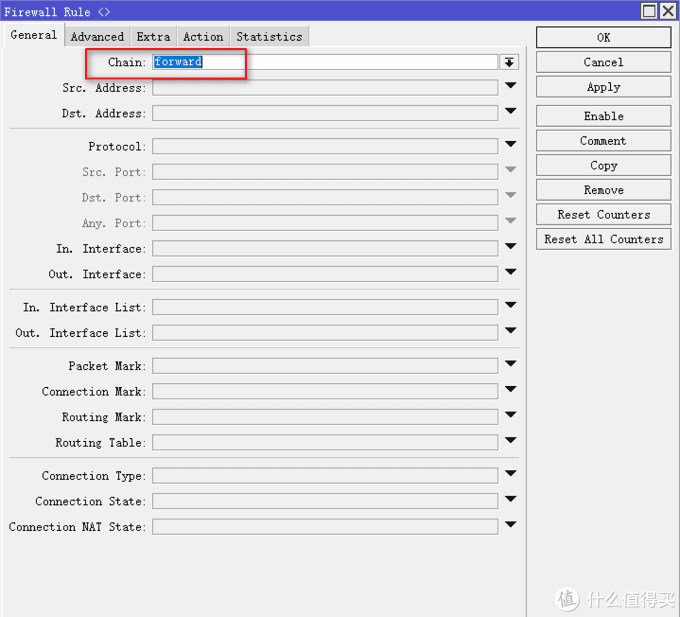 Firewall Rule <>
General Advanced Extra Action Statistics
Chain: forward
Src. Address:
Dst. Address:
Protocol:
Src. Port:
Dst. Port:
Any. Port:
In. Interface:
Out. Interface:
In. Interface List:
Out. Interface List:
Packet Mark:
Connection Mark:
Routing Mark:
Routing Table:
Connection Type:
Connection State:
Connection NAT State:
OK
Cancel
Apply
Enable
Comment
Copy
Remove
Reset Counters
Reset All Counters
值 什么值得买